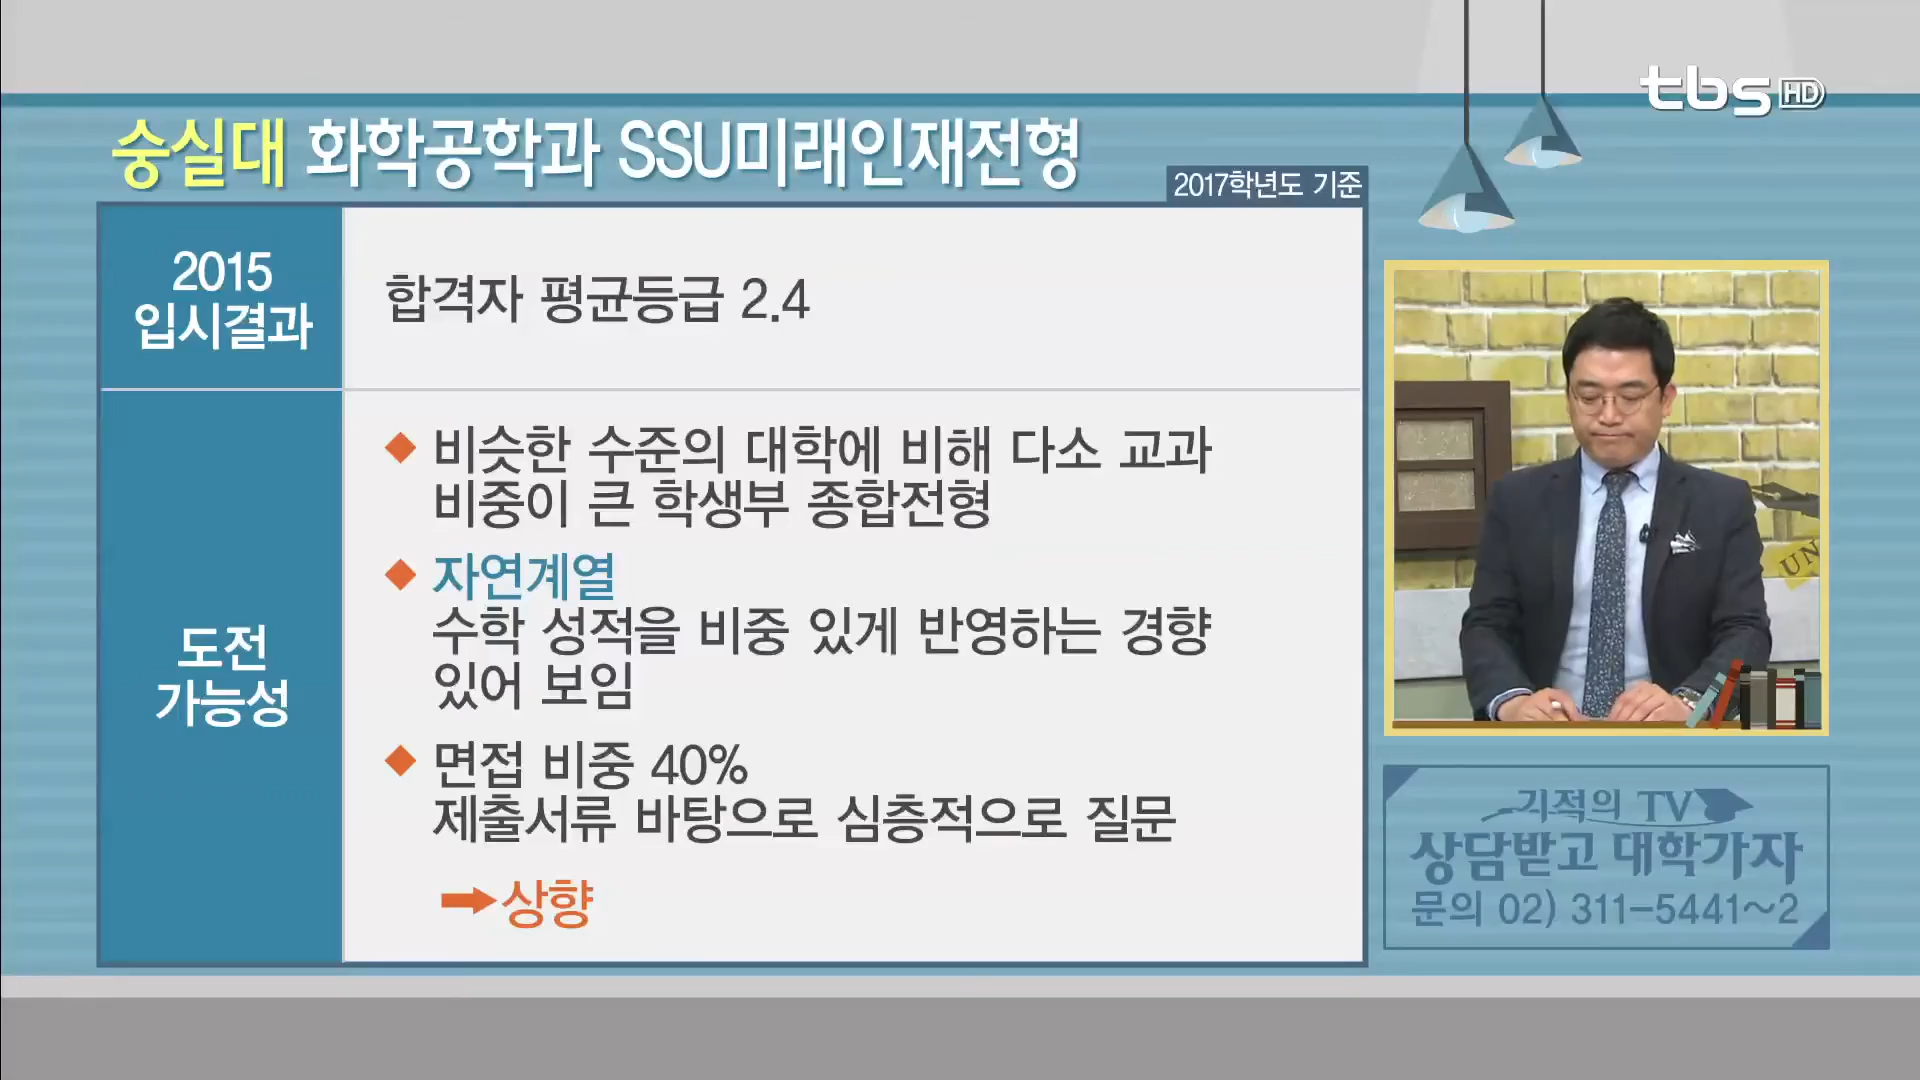 tbs HD
숭실대 화학공학과 SSU미래인재전형
2017학년도 기준
2015
입시결과
합격자 평균등급 2.4
도전
가능성
◆ 비슷한 수준의 대학에 비해 다소 교과
비중이 큰 학생부 종합전형
◆ 자연계열
수학 성적을 비중 있게 반영하는 경향
있어 보임
◆ 면접 비중 40%
제출서류 바탕으로 심층적으로 질문
➡상향
UN
기적의 TV
상담받고 대학가자
문의 02) 311-5441~2